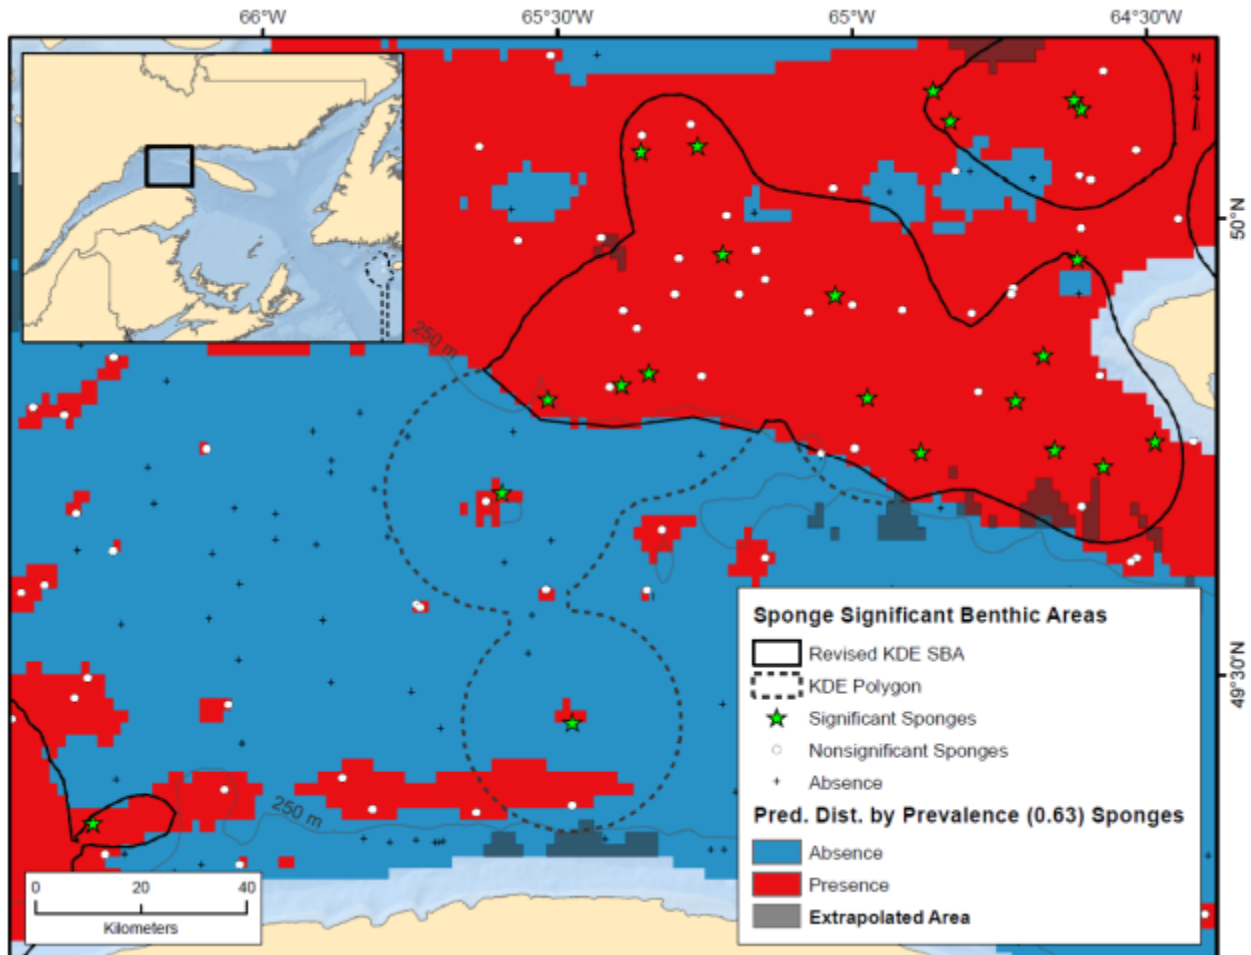 66°W 65°30'W 65°W 64°30'W
N
50°N
250 m
Sponge Significant Benthic Areas
Revised KDE SBA
KDE Polygon
49°30'N
Significant Sponges
Nonsignificant Sponges
Absence
250 m
Pred. Dist. by Prevalence (0.63) Sponges
Absence
Presence
Extrapolated Area
0 20 40
Kilometers